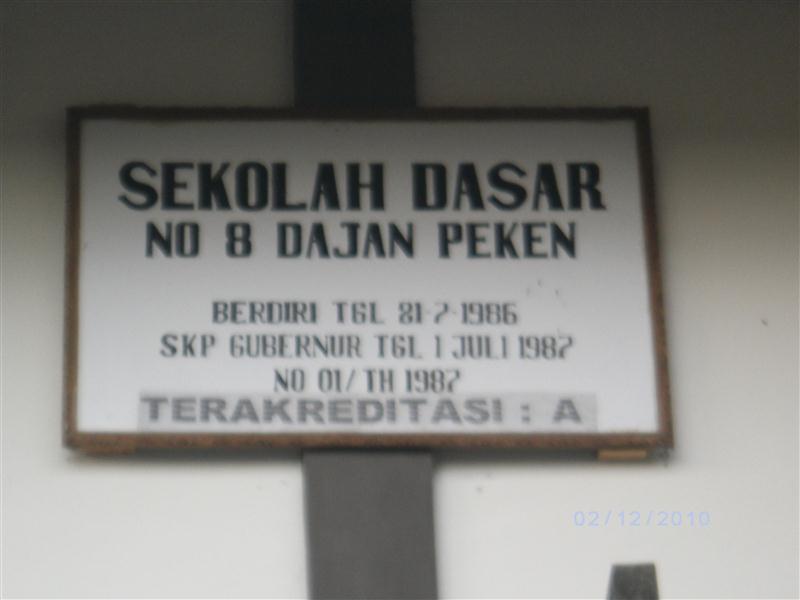 SEKOLAH DASAR
NO 8 DAJAN PEKEN
BERDIRI TGL 21-7-1986
SKP GUBERNUR TGL 1 JULI 1987
NO 01/TH 1987
TERAKREDITASI : A
02/12/2010